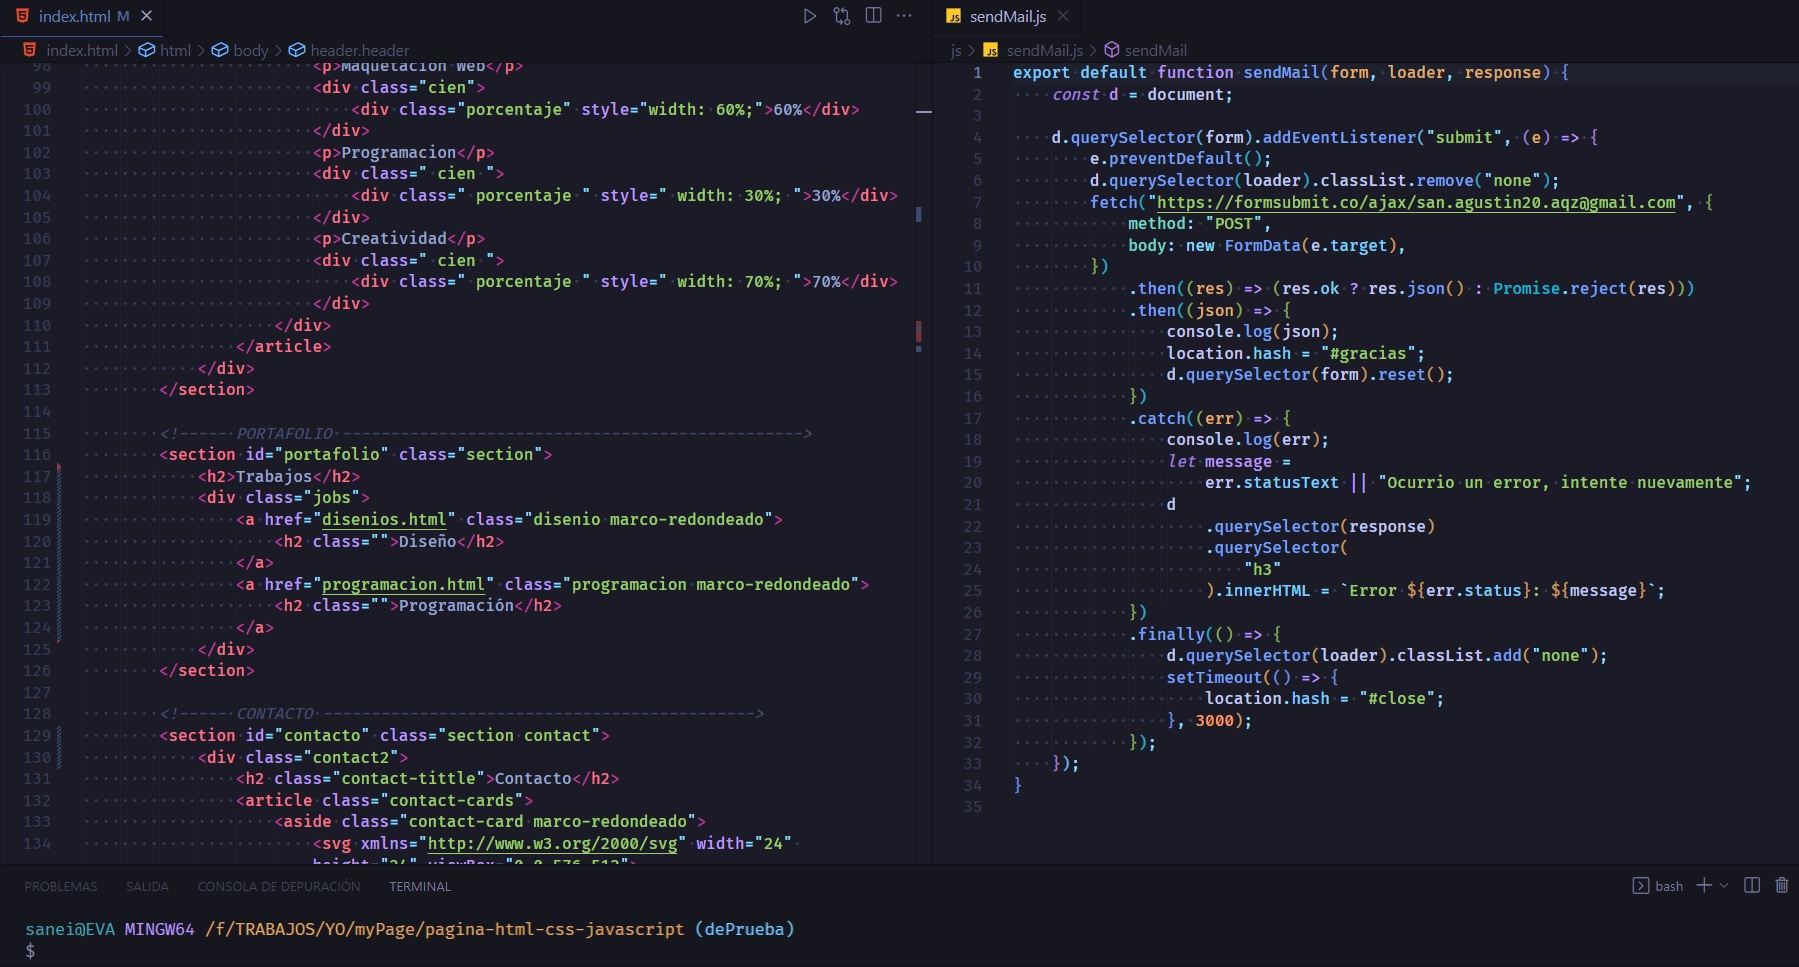 index.html M
index.html > html > body > header.header
98 <p>Maquetacion Web</p>
99 <div class="cien">
100 <div class="porcentaje" style="width: 60%;">60%</div>
101 </div>
102 <p>Programacion</p>
103 <div class=" cien ">
104 <div class=" porcentaje " style=" width: 30%; ">30%</div>
105 </div>
106 <p>Creatividad</p>
107 <div class=" cien ">
108 <div class=" porcentaje " style=" width: 70%; ">70%</div>
109 </div>
110 </div>
111 </article>
112 </div>
113 </section>
114
115 <!----- PORTAFOLIO ------------------------------------------------>
116 <section id="portafolio" class="section">
117 <h2>Trabajos</h2>
118 <div class="jobs">
119 <a href="disenios.html" class="disenio marco-redondeado">
120 <h2 class="">Diseño</h2>
121 </a>
122 <a href="programacion.html" class="programacion marco-redondeado">
123 <h2 class="">Programación</h2>
124 </a>
125 </div>
126 </section>
127
128 <!----- CONTACTO --------------------------------------------->
129 <section id="contacto" class="section contact">
130 <div class="contact2">
131 <h2 class="contact-tittle">Contacto</h2>
132 <article class="contact-cards">
133 <aside class="contact-card marco-redondeado">
134 <svg xmlns="http://www.w3.org/2000/svg" width="24"
height="24" viewBox="0 0 576 512">
JS sendMail.js
js > JS sendMail.js > sendMail
1 export default function sendMail(form, loader, response) {
2 const d = document;
3
4 d.querySelector(form).addEventListener("submit", (e) => {
5 e.preventDefault();
6 d.querySelector(loader).classList.remove("none");
7 fetch("https://formsubmit.co/ajax/san.agustin20.aqz@gmail.com", {
8 method: "POST",
9 body: new FormData(e.target),
10 })
11 .then((res) => (res.ok ? res.json() : Promise.reject(res)))
12 .then((json) => {
13 console.log(json);
14 location.hash = "#gracias";
15 d.querySelector(form).reset();
16 })
17 .catch((err) => {
18 console.log(err);
19 let message =
20 err.statusText || "Ocurrio un error, intente nuevamente";
21 d
22 .querySelector(response)
23 .querySelector(
24 "h3"
25 ).innerHTML = `Error ${err.status}: ${message}`;
26 })
27 .finally(() => {
28 d.querySelector(loader).classList.add("none");
29 setTimeout(() => {
30 location.hash = "#close";
31 }, 3000);
32 });
33 });
34 }
35
PROBLEMAS SALIDA CONSOLA DE DEPURACIÓN TERMINAL
bash
sanei@EVA MINGW64 /f/TRABAJOS/YO/myPage/pagina-html-css-javascript (dePrueba)
$